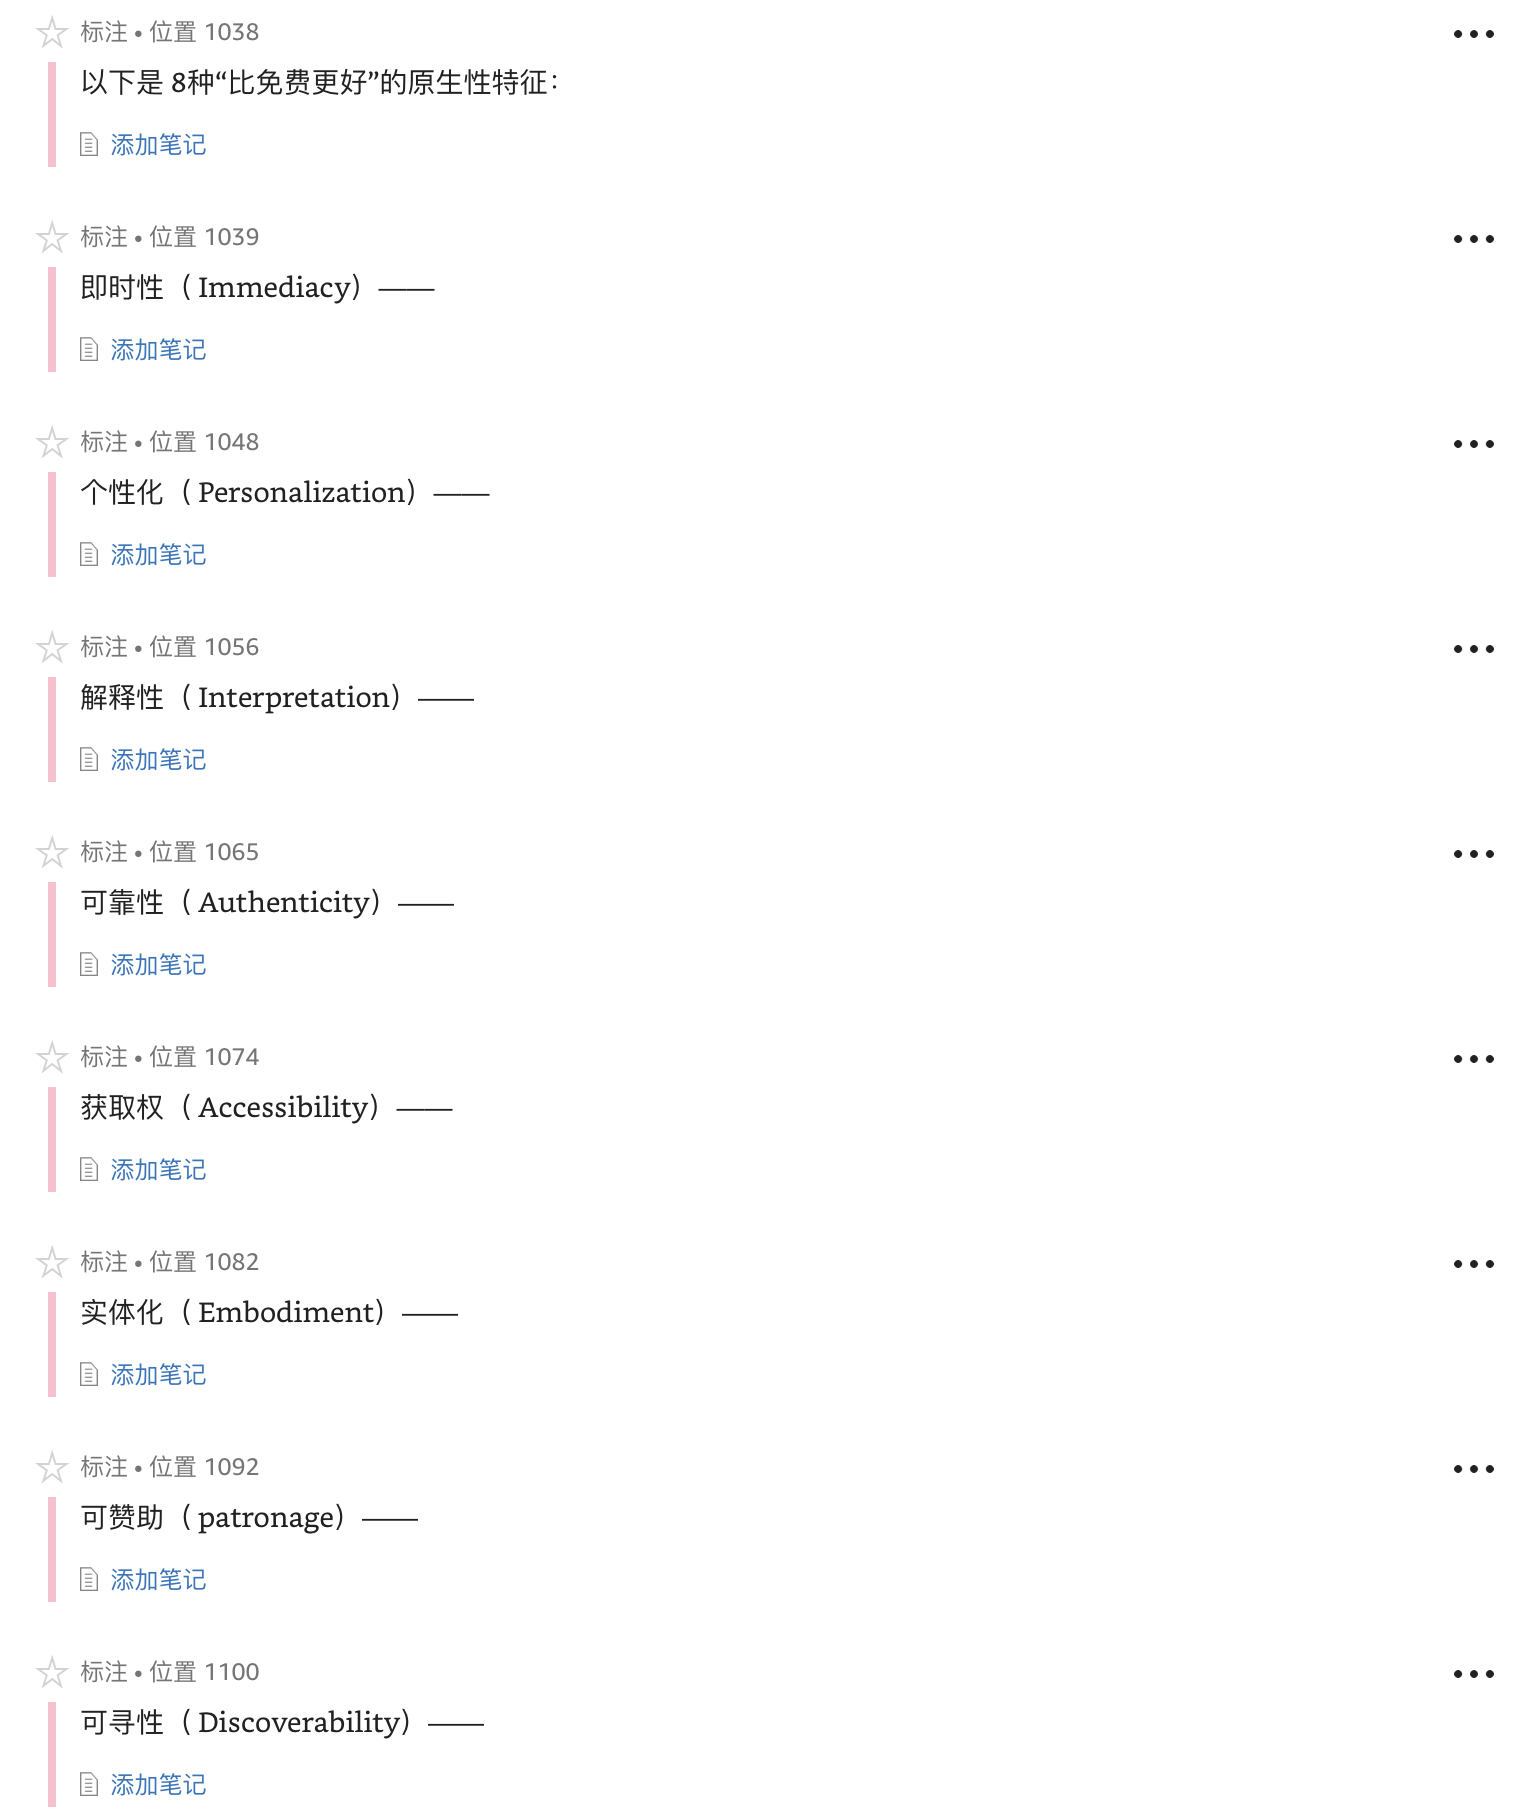 标注 • 位置 1038
以下是 8种“比免费更好”的原生性特征：
添加笔记
标注 • 位置 1039
即时性（ Immediacy）——
添加笔记
标注 • 位置 1048
个性化（ Personalization）——
添加笔记
标注 • 位置 1056
解释性（ Interpretation）——
添加笔记
标注 • 位置 1065
可靠性（ Authenticity）——
添加笔记
标注 • 位置 1074
获取权（ Accessibility）——
添加笔记
标注 • 位置 1082
实体化（ Embodiment）——
添加笔记
标注 • 位置 1092
可赞助（ patronage）——
添加笔记
标注 • 位置 1100
可寻性（ Discoverability）——
添加笔记